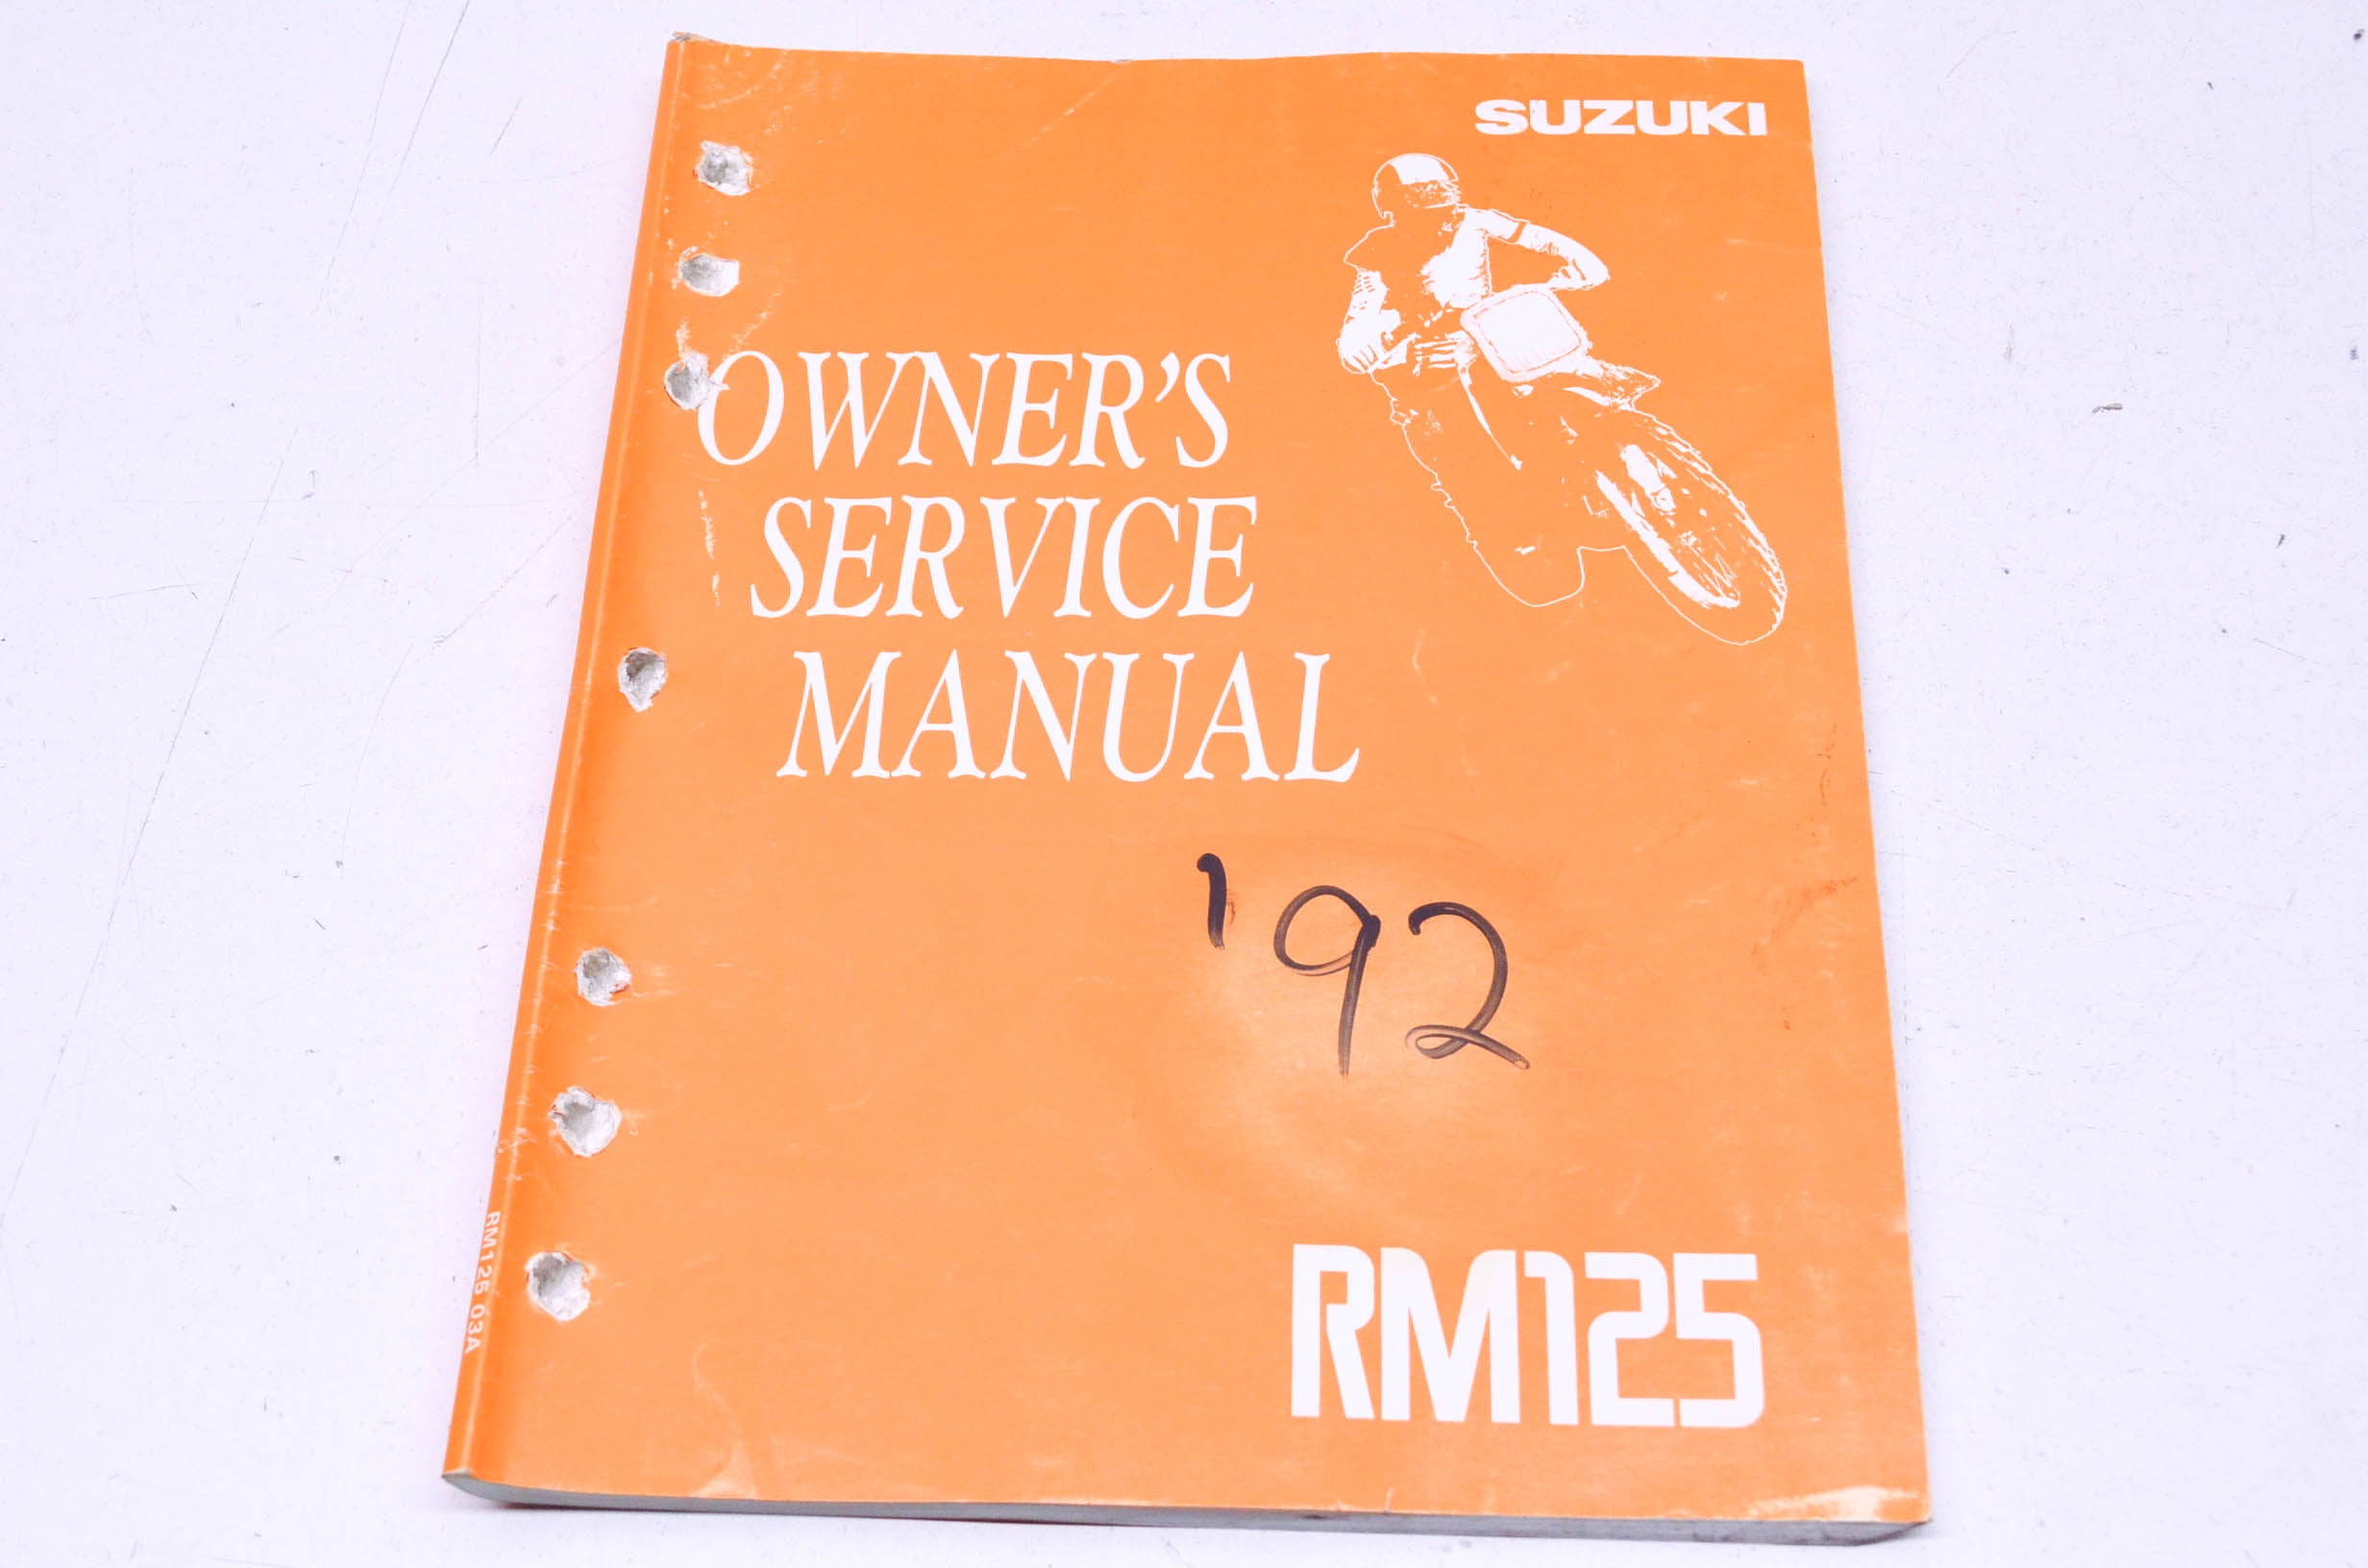 SUZUKI
OWNER'S
SERVICE
MANUAL
'92
RM125
RM125 03A